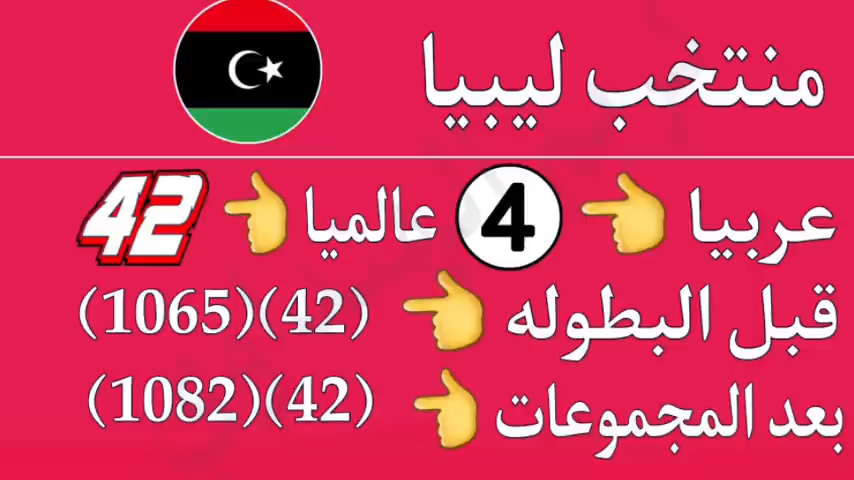 منتخب ليبيا
عربيا 👈 4 عالميا 👈 42
قبل البطوله 👈 (42)(1065)
بعد المجموعات 👈 (42)(1082)